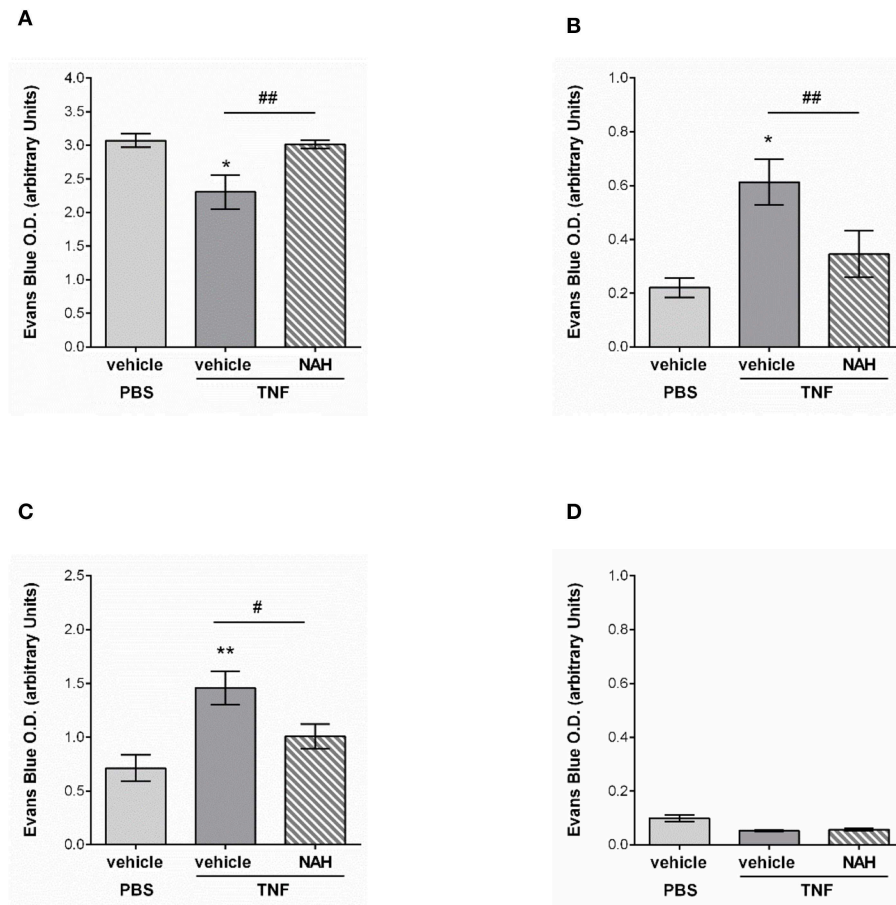 A
Evans Blue O.D. (arbitrary Units)
4.0
3.5
3.0
2.5
2.0
1.5
1.0
0.5
0.0
##
*
vehicle vehicle NAH
PBS TNF
B
Evans Blue O.D. (arbitrary Units)
1.0
0.8
0.6
0.4
0.2
0.0
##
*
vehicle vehicle NAH
PBS TNF
C
Evans Blue O.D. (arbitrary Units)
2.5
2.0
1.5
1.0
0.5
0.0
#
**
vehicle vehicle NAH
PBS TNF
D
Evans Blue O.D. (arbitrary Units)
1.0
0.8
0.6
0.4
0.2
0.0
vehicle vehicle NAH
PBS TNF